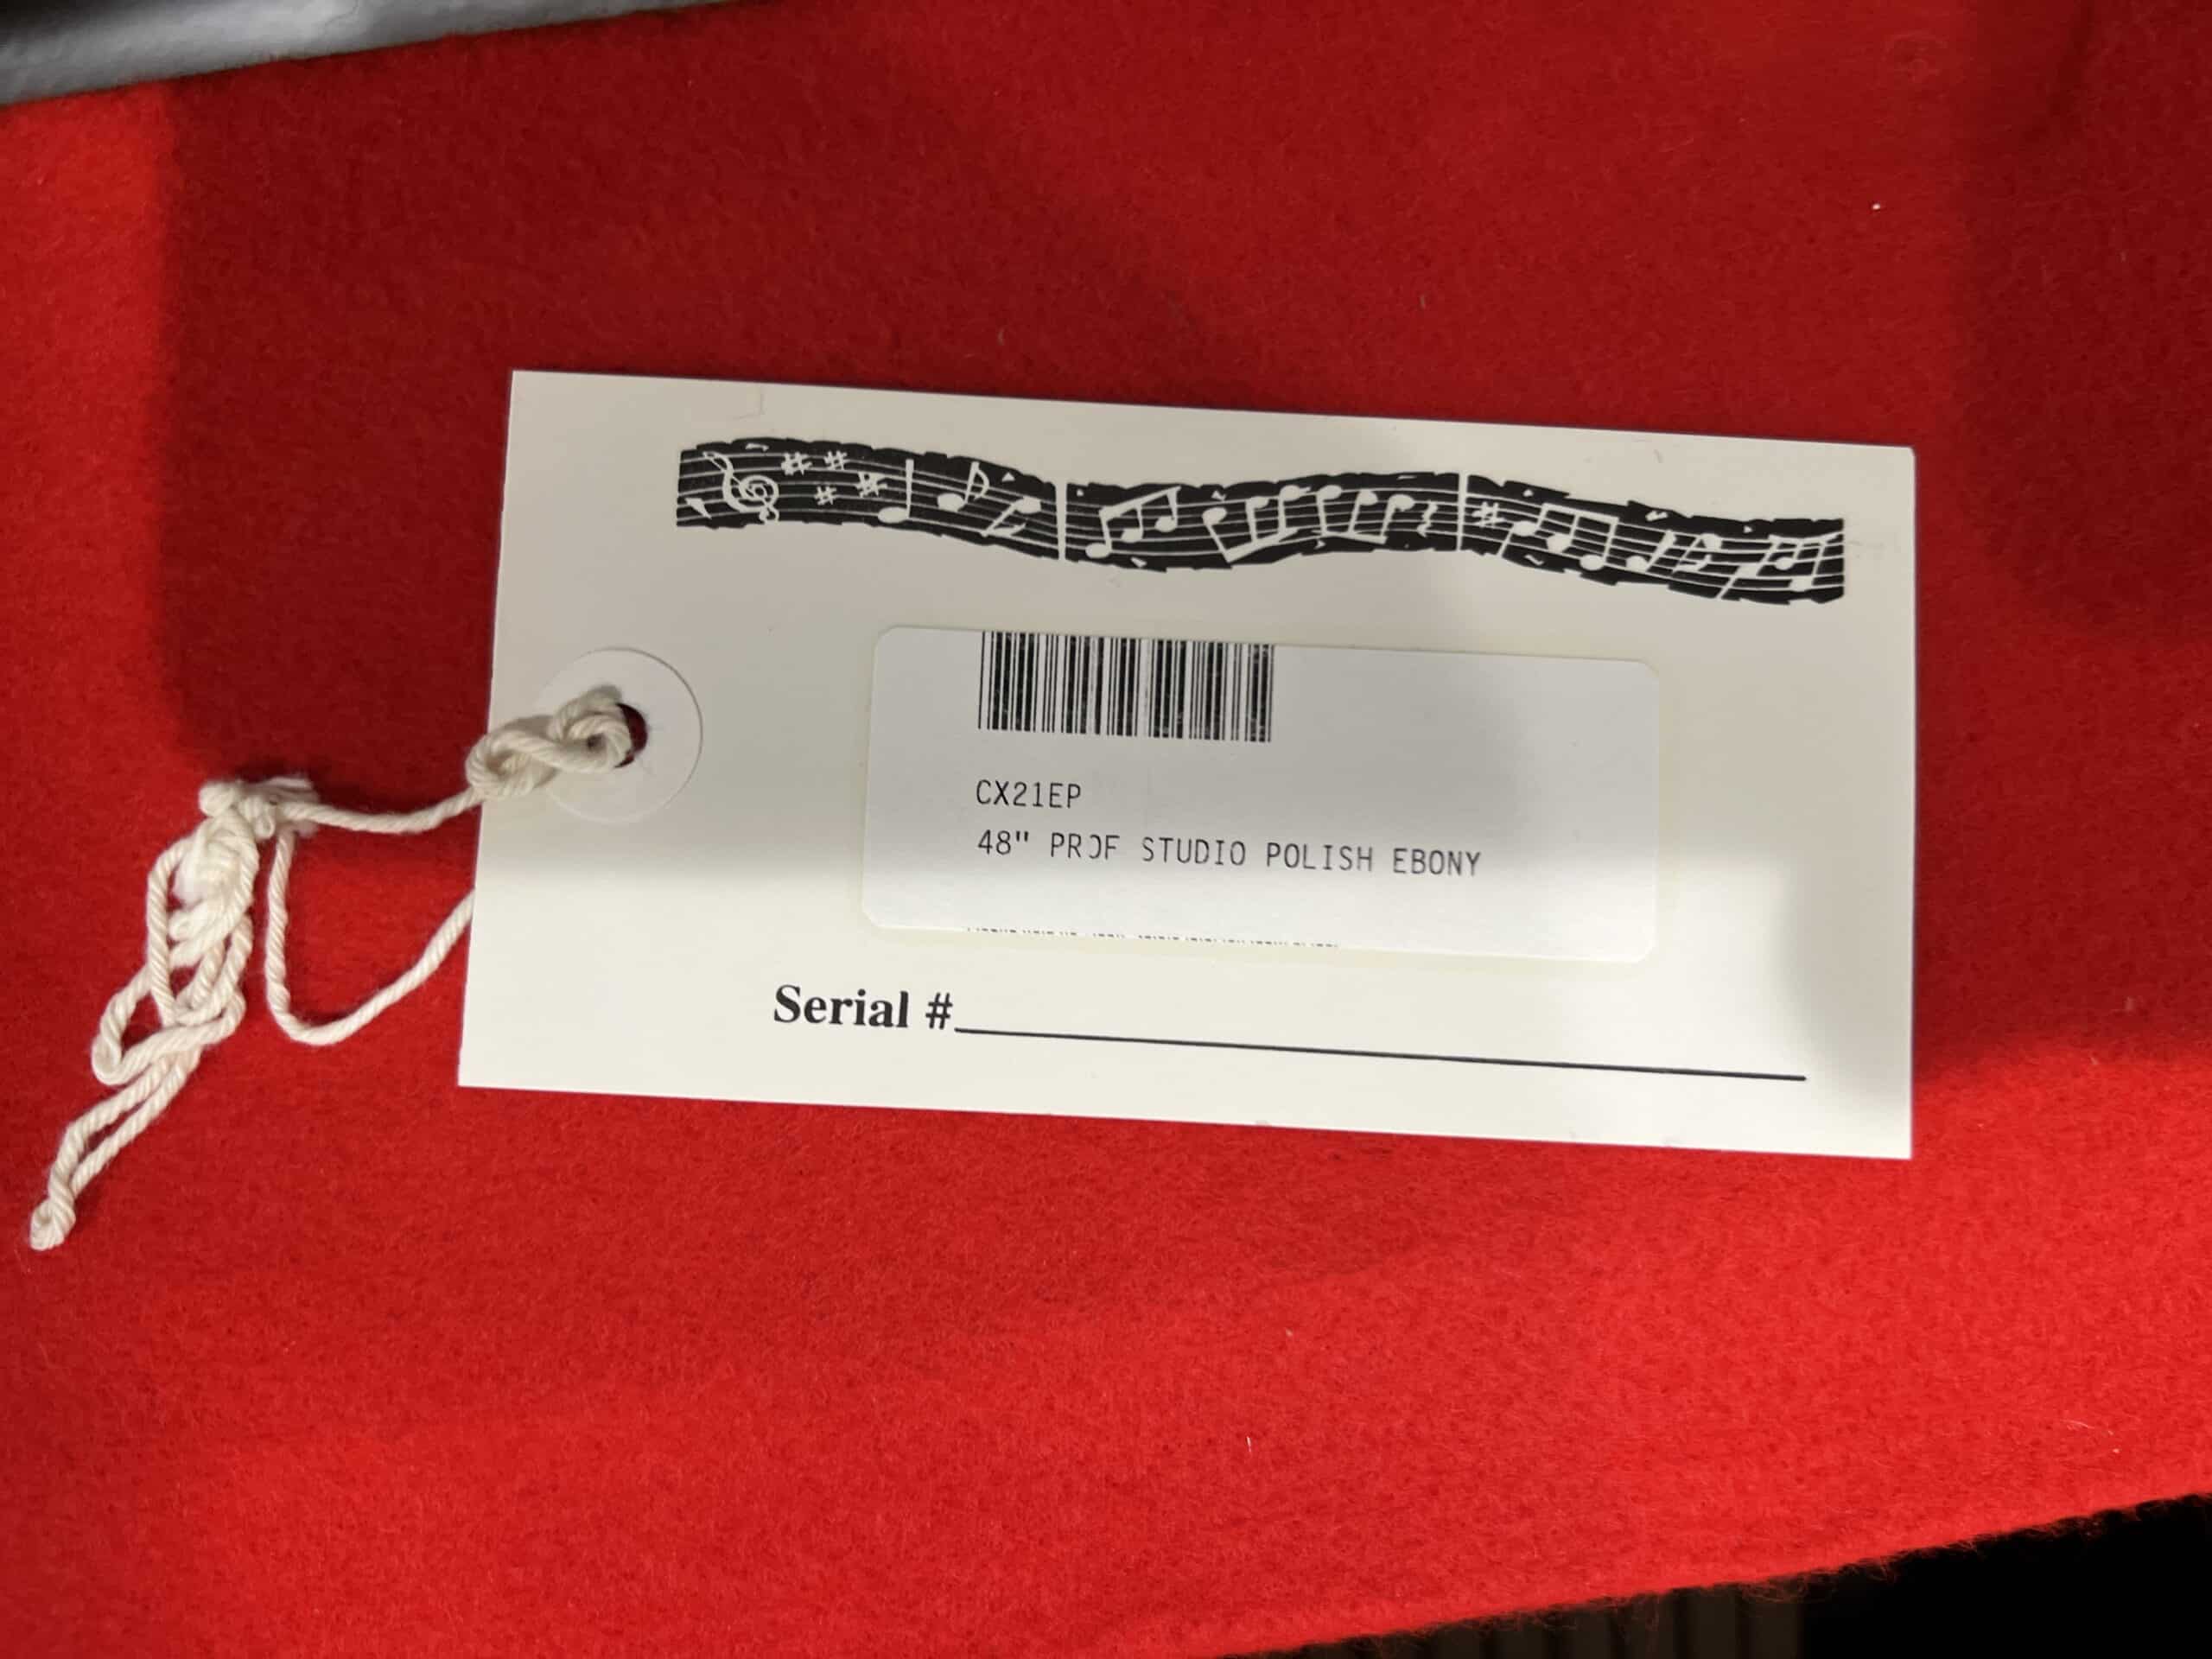 CX21EP
48" PROF STUDIO POLISH EBONY
Serial #